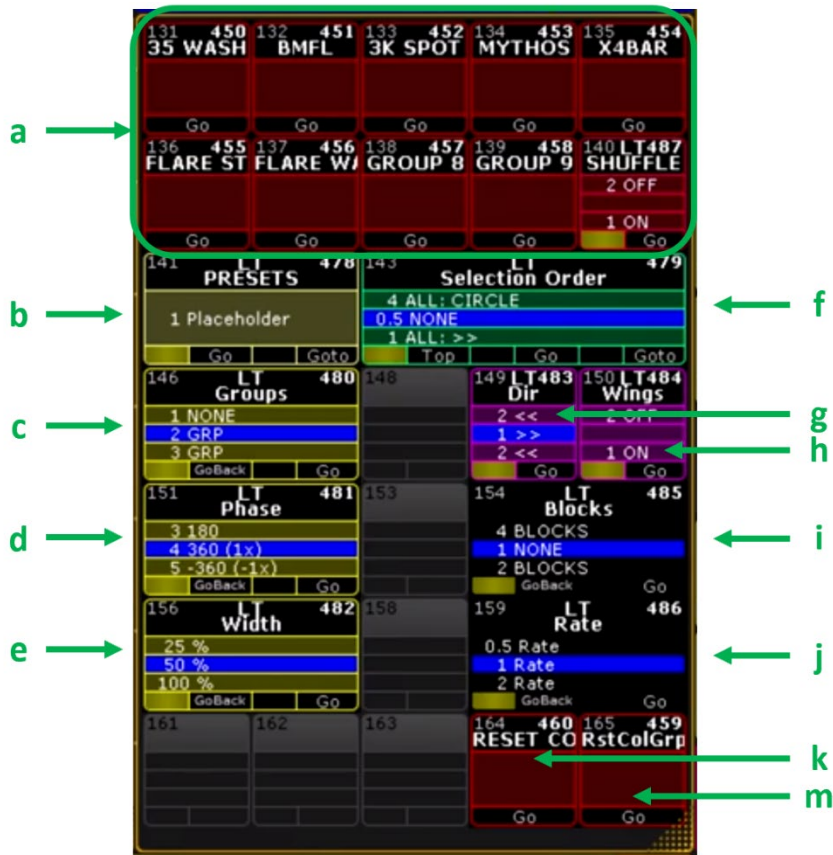 131 450 132 451 133 452 134 453 135 454
35 WASH BMFL 3K SPOT MYTHOS X4BAR
Go Go Go Go Go
a
136 455 137 456 138 457 139 458 140 LT487
FLARE ST FLARE WA GROUP 8 GROUP 9 SHUFFLE
2 OFF
1 ON
Go Go Go Go Go
141 LT 478 143 LT 479
PRESETS Selection Order
4 ALL: CIRCLE
b 1 Placeholder 0.5 NONE f
1 ALL: >>
Go Goto Top Go Goto
146 LT 480 148 149 LT483 150 LT484
Groups Dir Wings
1 NONE 2 << 2 OFF g
c 2 GRP 1 >>
3 GRP 2 << 1 ON h
GoBack Go Go Go
151 LT 481 153 154 LT 485
Phase Blocks
3 180 4 BLOCKS
d 4 360 (1x) 1 NONE i
5 -360 (-1x) 2 BLOCKS
GoBack Go GoBack Go
156 LT 482 158 159 LT 486
Width Rate
25 % 0.5 Rate
e 50 % 1 Rate j
100 % 2 Rate
GoBack Go GoBack Go
161 162 163 164 460 165 459
RESET CO RstColGrp
k
m
Go Go